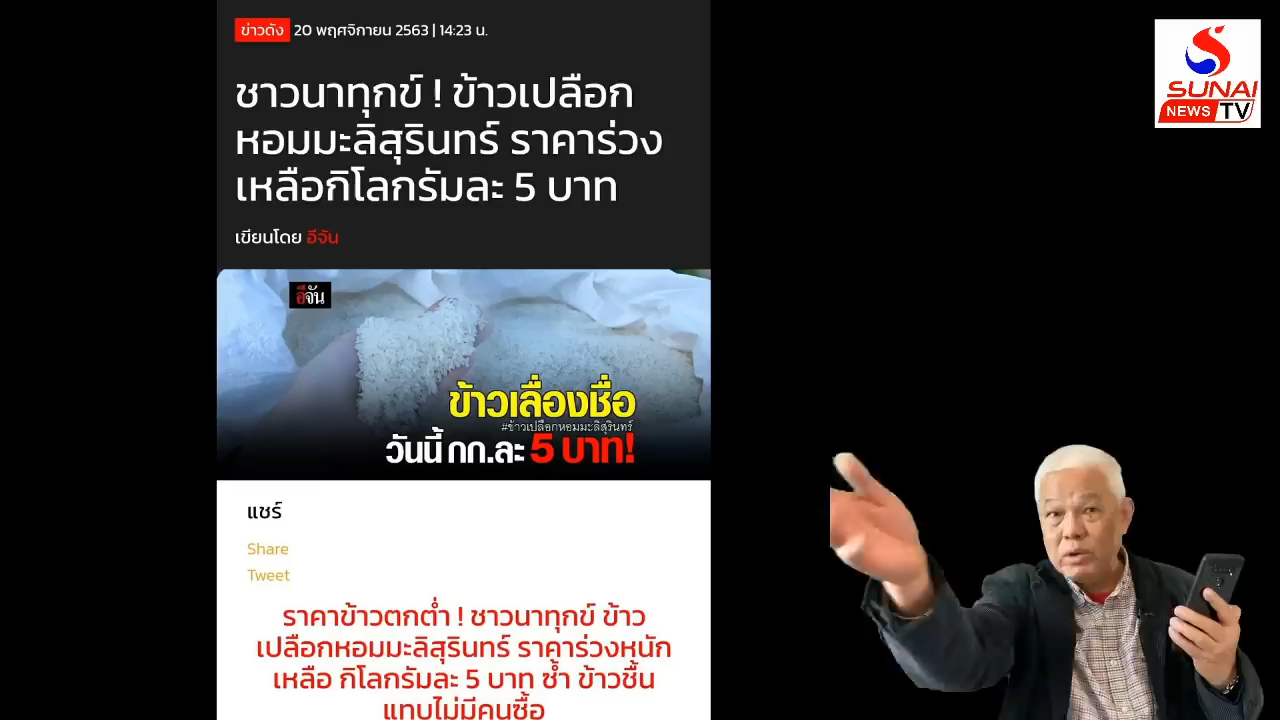 ข่าวดัง 20 พฤศจิกายน 2563 | 14:23 น.
ชาวนาทุกข์ ! ข้าวเปลือก
หอมมะลิสุรินทร์ ราคาร่วง
เหลือกิโลกรัมละ 5 บาท
เขียนโดย อีจัน
อีจัน
ข้าวเลื่องชื่อ
#ข้าวเปลือกหอมมะลิสุรินทร์
วันนี้ กก.ละ 5 บาท!
แชร์
Share
Tweet
ราคาข้าวตกต่ำ ! ชาวนาทุกข์ ข้าว
เปลือกหอมมะลิสุรินทร์ ราคาร่วงหนัก
เหลือ กิโลกรัมละ 5 บาท ซ้ำ ข้าวชื้น
แทบไม่มีคนซื้อ
SUNAI
NEWS TV